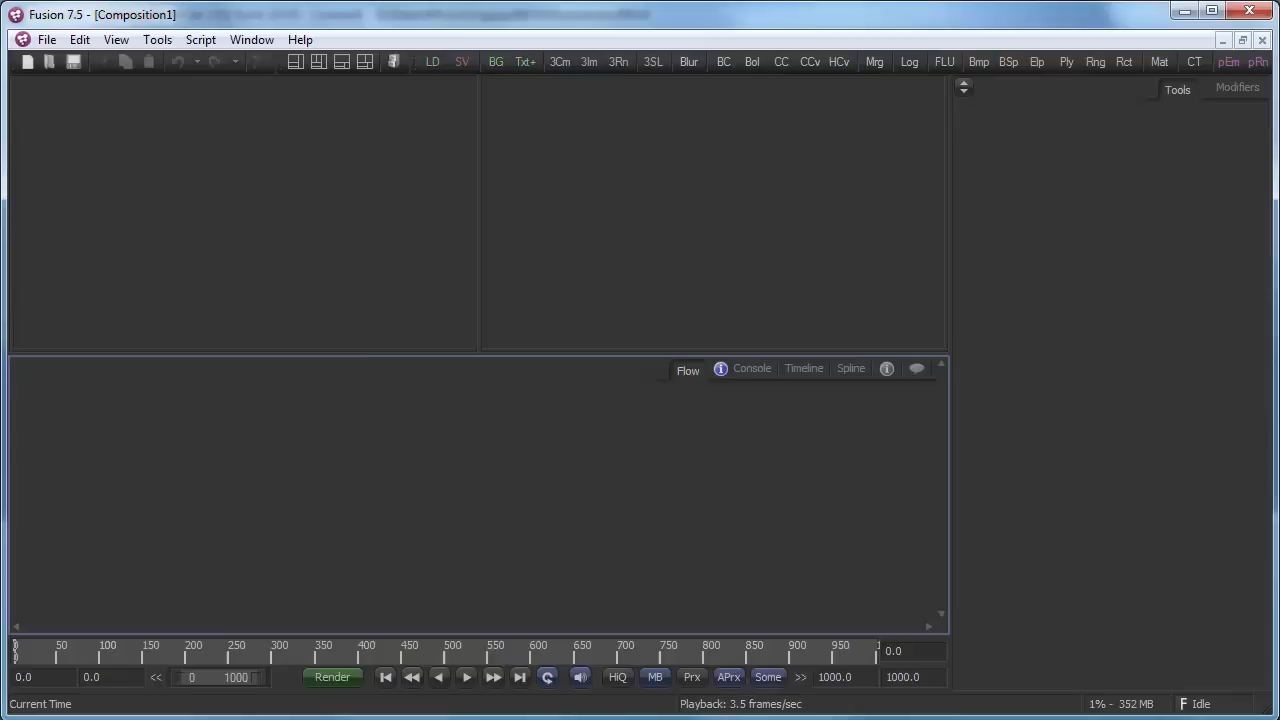 Fusion 7.5 - [Composition1]
File Edit View Tools Script Window Help
LD SV BG Txt+ 3Cm 3Im 3Rn 3SL Blur BC Bol CC CCv HCv Mrg Log FLU Bmp BSp Elp Ply Rng Rct Mat CT pEm pRn
Tools Modifiers
Flow Console Timeline Spline
0 50 100 150 200 250 300 350 400 450 500 550 600 650 700 750 800 850 900 950 1 0.0
0.0 0.0 << 0 1000 Render HiQ MB Prx APrx Some >> 1000.0 1000.0
Current Time Playback: 3.5 frames/sec 1% - 352 MB F Idle